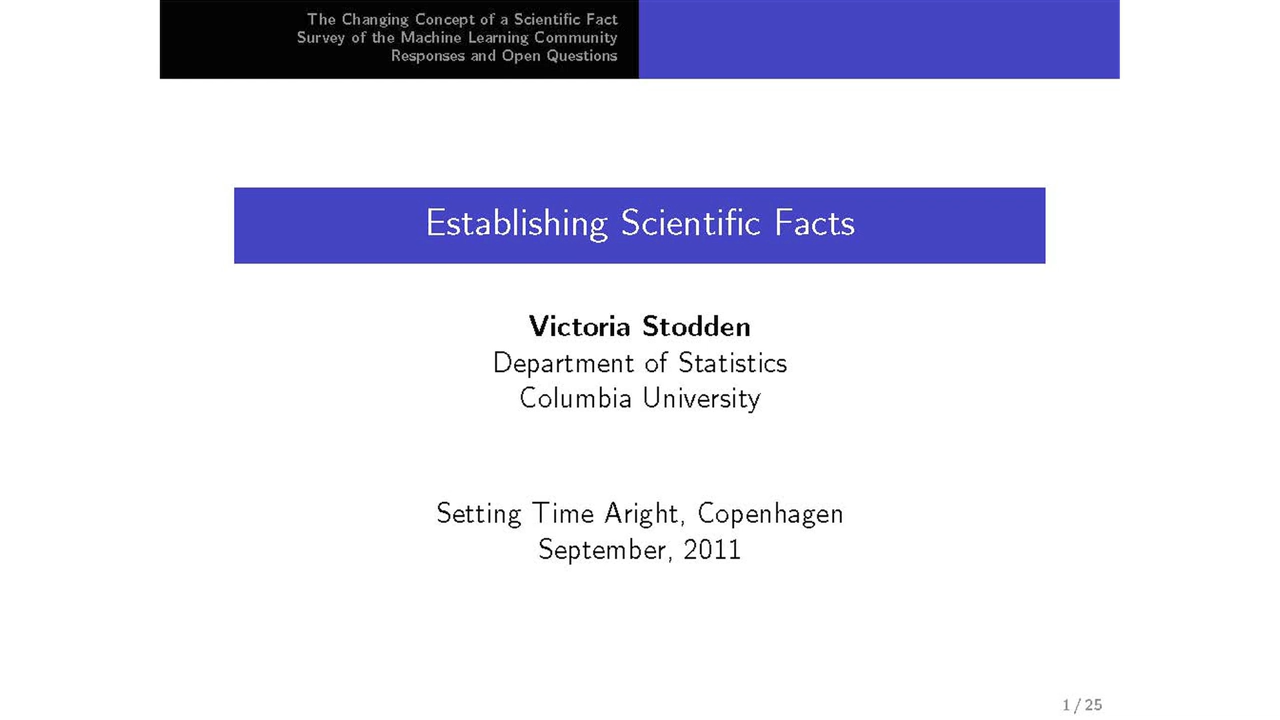 The Changing Concept of a Scientific Fact
Survey of the Machine Learning Community
Responses and Open Questions
Establishing Scientific Facts
Victoria Stodden
Department of Statistics
Columbia University
Setting Time Aright, Copenhagen
September, 2011
1 / 25